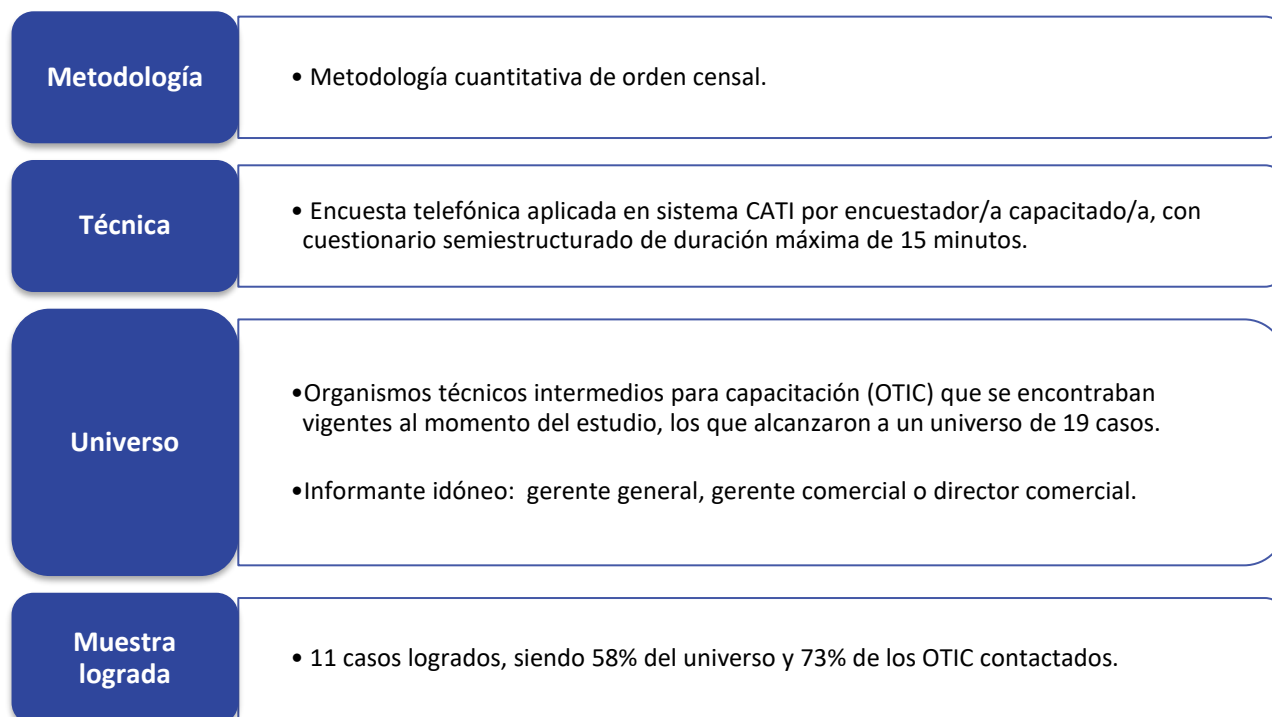 Metodología
• Metodología cuantitativa de orden censal.
Técnica
• Encuesta telefónica aplicada en sistema CATI por encuestador/a capacitado/a, con
cuestionario semiestructurado de duración máxima de 15 minutos.
Universo
•Organismos técnicos intermedios para capacitación (OTIC) que se encontraban
vigentes al momento del estudio, los que alcanzaron a un universo de 19 casos.
•Informante idóneo: gerente general, gerente comercial o director comercial.
Muestra
lograda
• 11 casos logrados, siendo 58% del universo y 73% de los OTIC contactados.